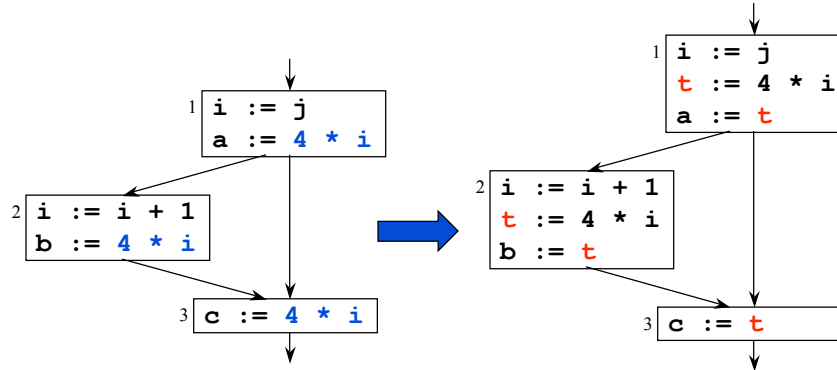 1
i := j
a := 4 * i
2
i := i + 1
b := 4 * i
3
c := 4 * i
1
i := j
t := 4 * i
a := t
2
i := i + 1
t := 4 * i
b := t
3
c := t